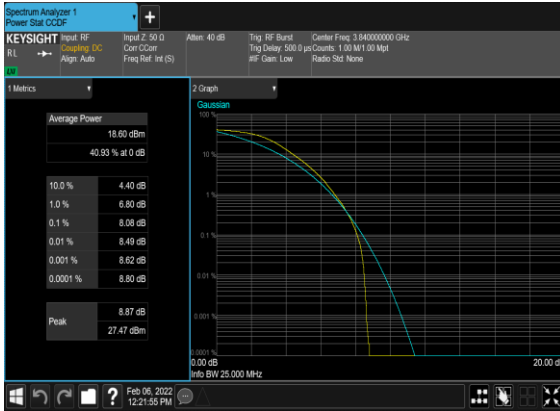 Spectrum Analyzer 1
Power Stat CCDF
+
KEYSIGHT
RL
Input: RF
Coupling: DC
Align: Auto
Input Z: 50 Ω
Corr CCorr
Freq Ref: Int (S)
Atten: 40 dB
Trig: RF Burst
Trig Delay: 500.0 µs
#IF Gain: Low
Center Freq: 3.840000000 GHz
Counts: 1.00 M/1.00 Mpt
Radio Std: None
1 Metrics
Average Power
18.60 dBm
40.93 % at 0 dB
10.0 % 4.40 dB
1.0 % 6.80 dB
0.1 % 8.08 dB
0.01 % 8.49 dB
0.001 % 8.62 dB
0.0001 % 8.80 dB
Peak
8.87 dB
27.47 dBm
2 Graph
Gaussian
100 %
10 %
1 %
0.1 %
0.01 %
0.001 %
0.0001 %
0.00 dB
20.00 d
Info BW 25.000 MHz
?
Feb 06, 2022
12:21:55 PM